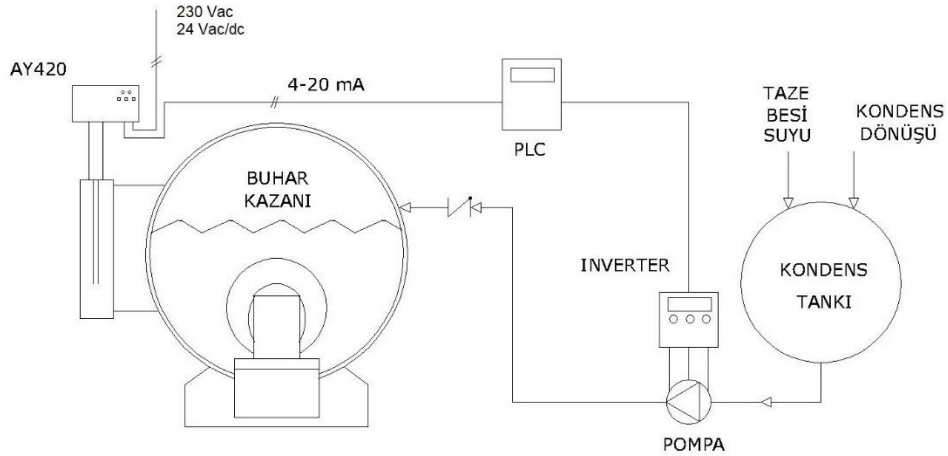 230 Vac
24 Vac/dc
AY420
4-20 mA
PLC
TAZE
BESİ
SUYU
KONDENS
DÖNÜŞÜ
BUHAR
KAZANI
INVERTER
KONDENS
TANKI
POMPA